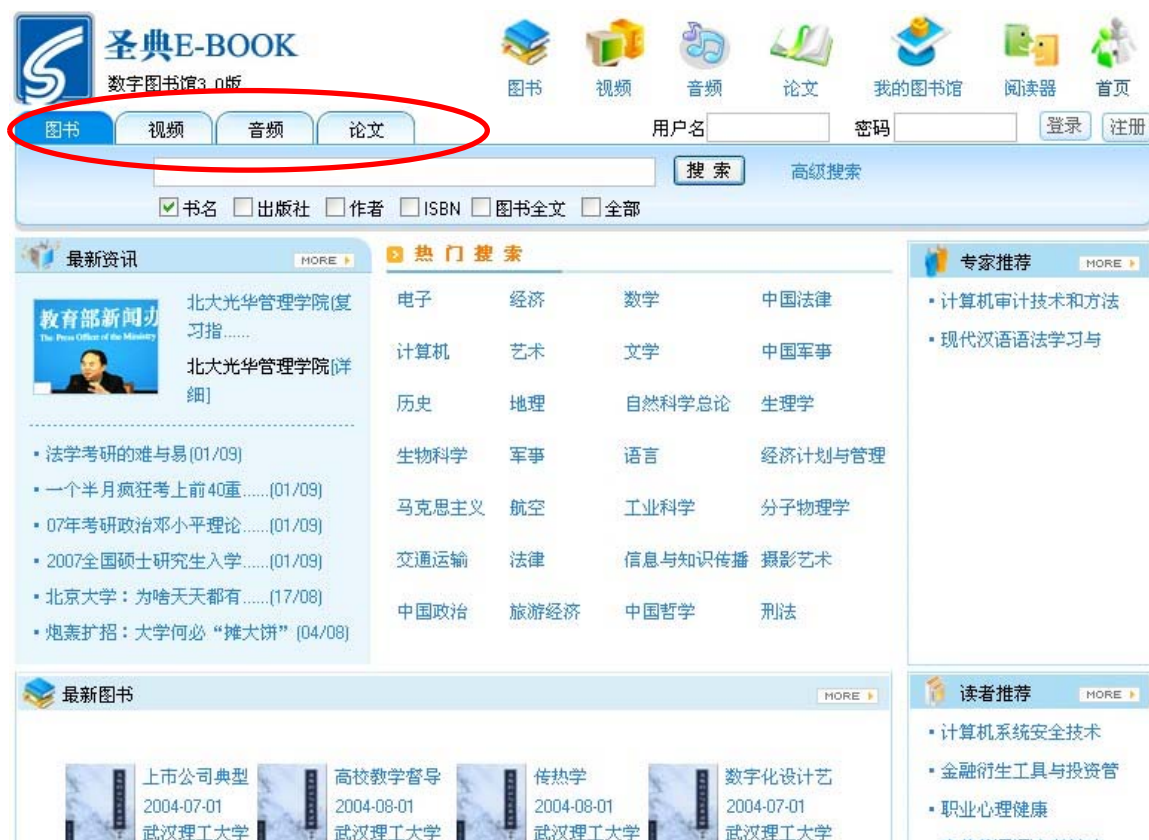 圣典E-BOOK
数字图书馆3.0版
图书 视频 音频 论文 我的图书馆 阅读器 首页
图书 视频 音频 论文 用户名 密码 登录 注册
搜索 高级搜索
书名 出版社 作者 ISBN 图书全文 全部
最新资讯 MORE
教育部新闻办
The Press Office of the Ministry
北大光华管理学院[复
习指......
北大光华管理学院[详
细]
法学考研的难与易(01/09)
一个半月疯狂考上前40重......(01/09)
07年考研政治邓小平理论......(01/09)
2007全国硕士研究生入学......(01/09)
北京大学：为啥天天都有......(17/08)
炮轰扩招：大学何必“摊大饼”(04/08)
热门搜索
电子 经济 数学 中国法律
计算机 艺术 文学 中国军事
历史 地理 自然科学总论 生理学
生物科学 军事 语言 经济计划与管理
马克思主义 航空 工业科学 分子物理学
交通运输 法律 信息与知识传播 摄影艺术
中国政治 旅游经济 中国哲学 刑法
专家推荐 MORE
计算机审计技术和方法
现代汉语语法学习与
最新图书 MORE
上市公司典型 高校教学督导 传热学 数字化设计艺
2004-07-01 2004-08-01 2004-08-01 2004-07-01
武汉理工大学 武汉理工大学 武汉理工大学 武汉理工大学
读者推荐 MORE
计算机系统安全技术
金融衍生工具与投资管
职业心理健康